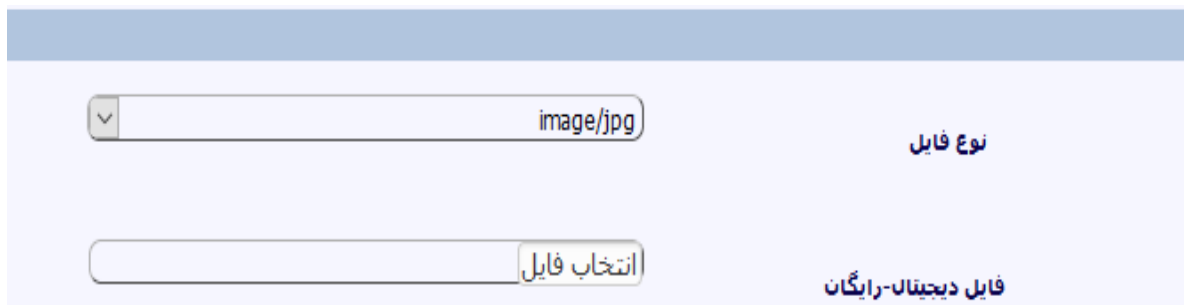 نوع فایل
image/jpg
فایل دیجیتال-رایگان
انتخاب فایل